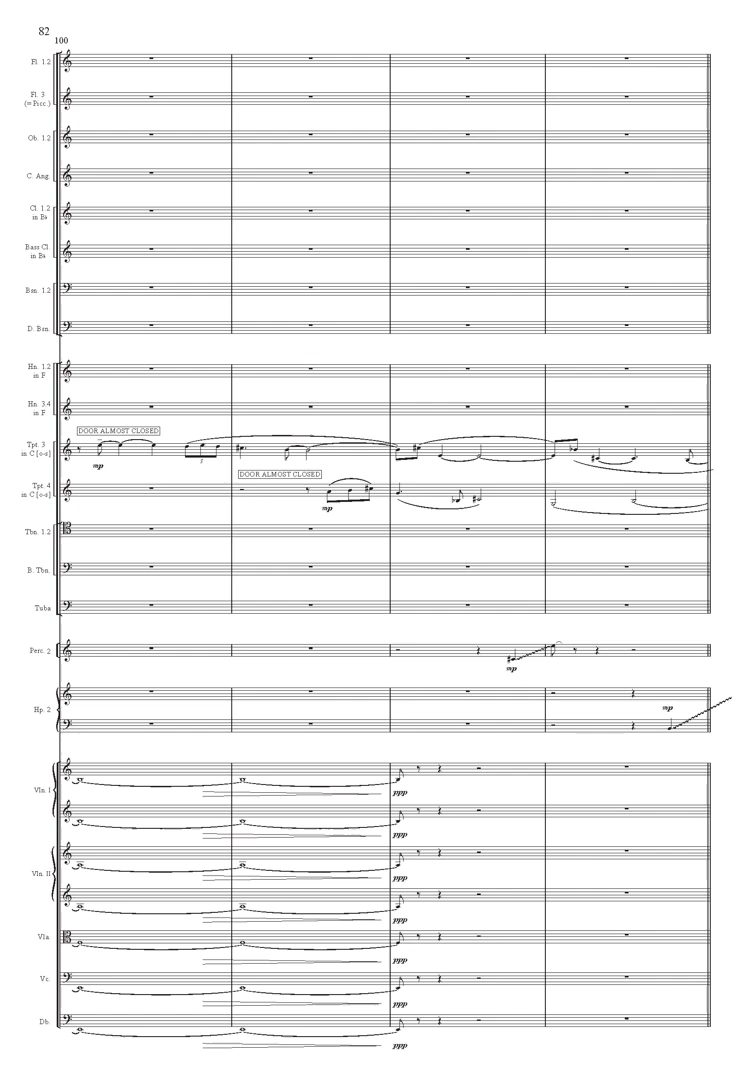 82
100
Fl. 1.2
Fl. 3
(=Picc.)
Ob. 1.2
C. Ang.
Cl. 1.2
in B♭
Bass Cl.
in B♭
Bsn. 1.2
D. Bsn.
Hn. 1.2
in F
Hn. 3.4
in F
DOOR ALMOST CLOSED
Tpt. 3
in C [o-s]
3
mp
DOOR ALMOST CLOSED
Tpt. 4
in C [o-s]
mp
Tbn. 1.2
B. Tbn.
Tuba
Perc. 2
mp
Hp. 2
mp
Vln. I
ppp
ppp
Vln. II
ppp
ppp
Vla.
ppp
Vc.
ppp
Db.
ppp